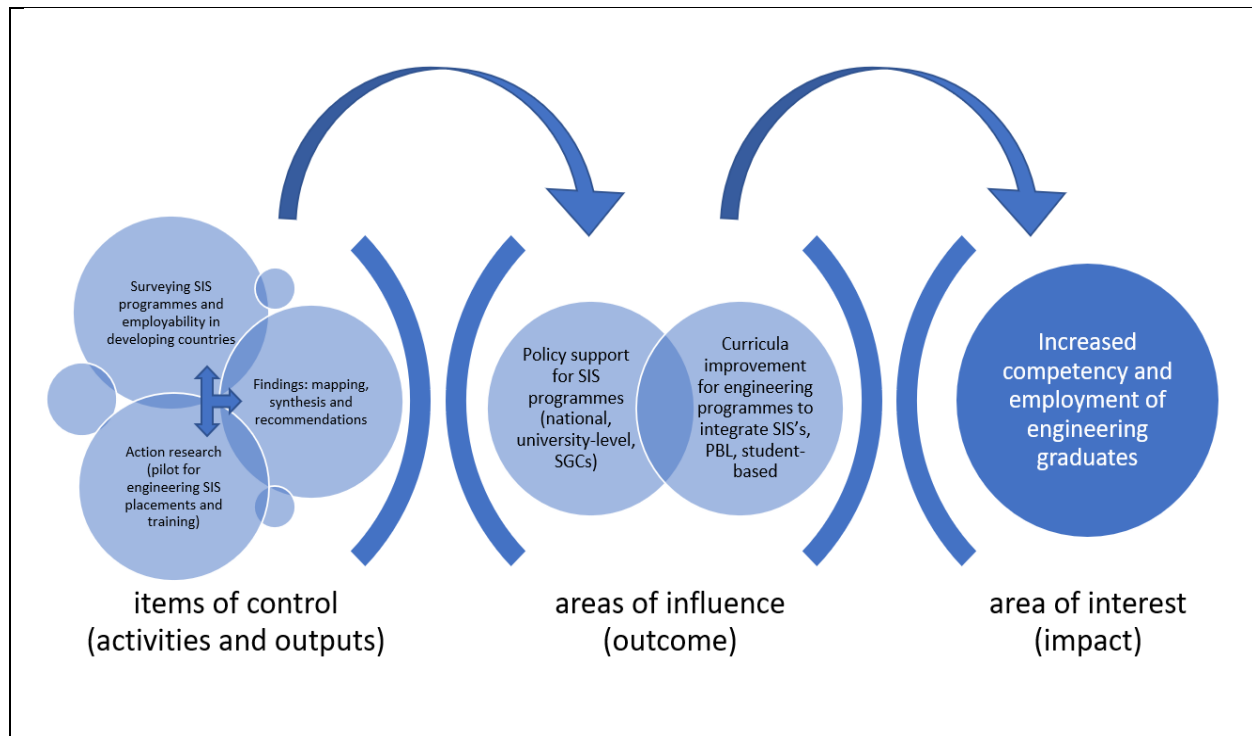 Surveying SIS
programmes and
employability in
developing countries
Findings: mapping,
synthesis and
recommendations
Action research
(pilot for
engineering SIS
placements and
training)
items of control
(activities and outputs)
Policy support
for SIS
programmes
(national,
university-level,
SGCs)
Curricula
improvement
for engineering
programmes to
integrate SIS's,
PBL, student-
based
areas of influence
(outcome)
Increased
competency and
employment of
engineering
graduates
area of interest
(impact)